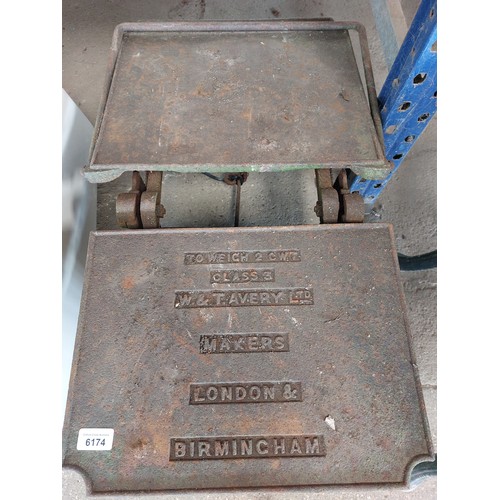 TO WEIGH 2 CWT
CLASS 3
W. & T. AVERY LTD
MAKERS
LONDON &
BIRMINGHAM
6174